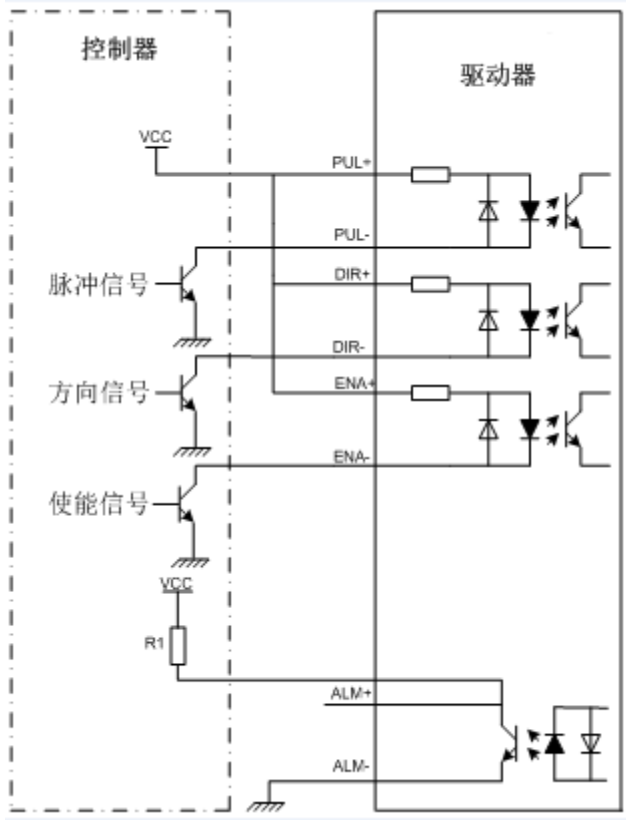 控制器
驱动器
VCC
PUL+
PUL-
脉冲信号
DIR+
DIR-
方向信号
ENA+
ENA-
使能信号
VCC
R1
ALM+
ALM-